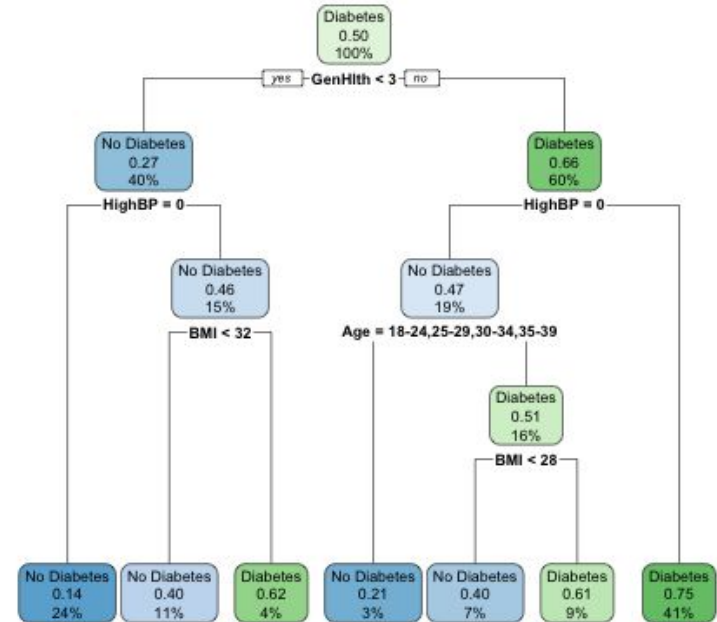 Diabetes
0.50
100%
yes GenHlth < 3 no
No Diabetes
0.27
40%
Diabetes
0.66
60%
HighBP = 0
HighBP = 0
No Diabetes
0.46
15%
No Diabetes
0.47
19%
BMI < 32
Age = 18-24,25-29,30-34,35-39
Diabetes
0.51
16%
BMI < 28
No Diabetes
0.14
24%
No Diabetes
0.40
11%
Diabetes
0.62
4%
No Diabetes
0.21
3%
No Diabetes
0.40
7%
Diabetes
0.61
9%
Diabetes
0.75
41%